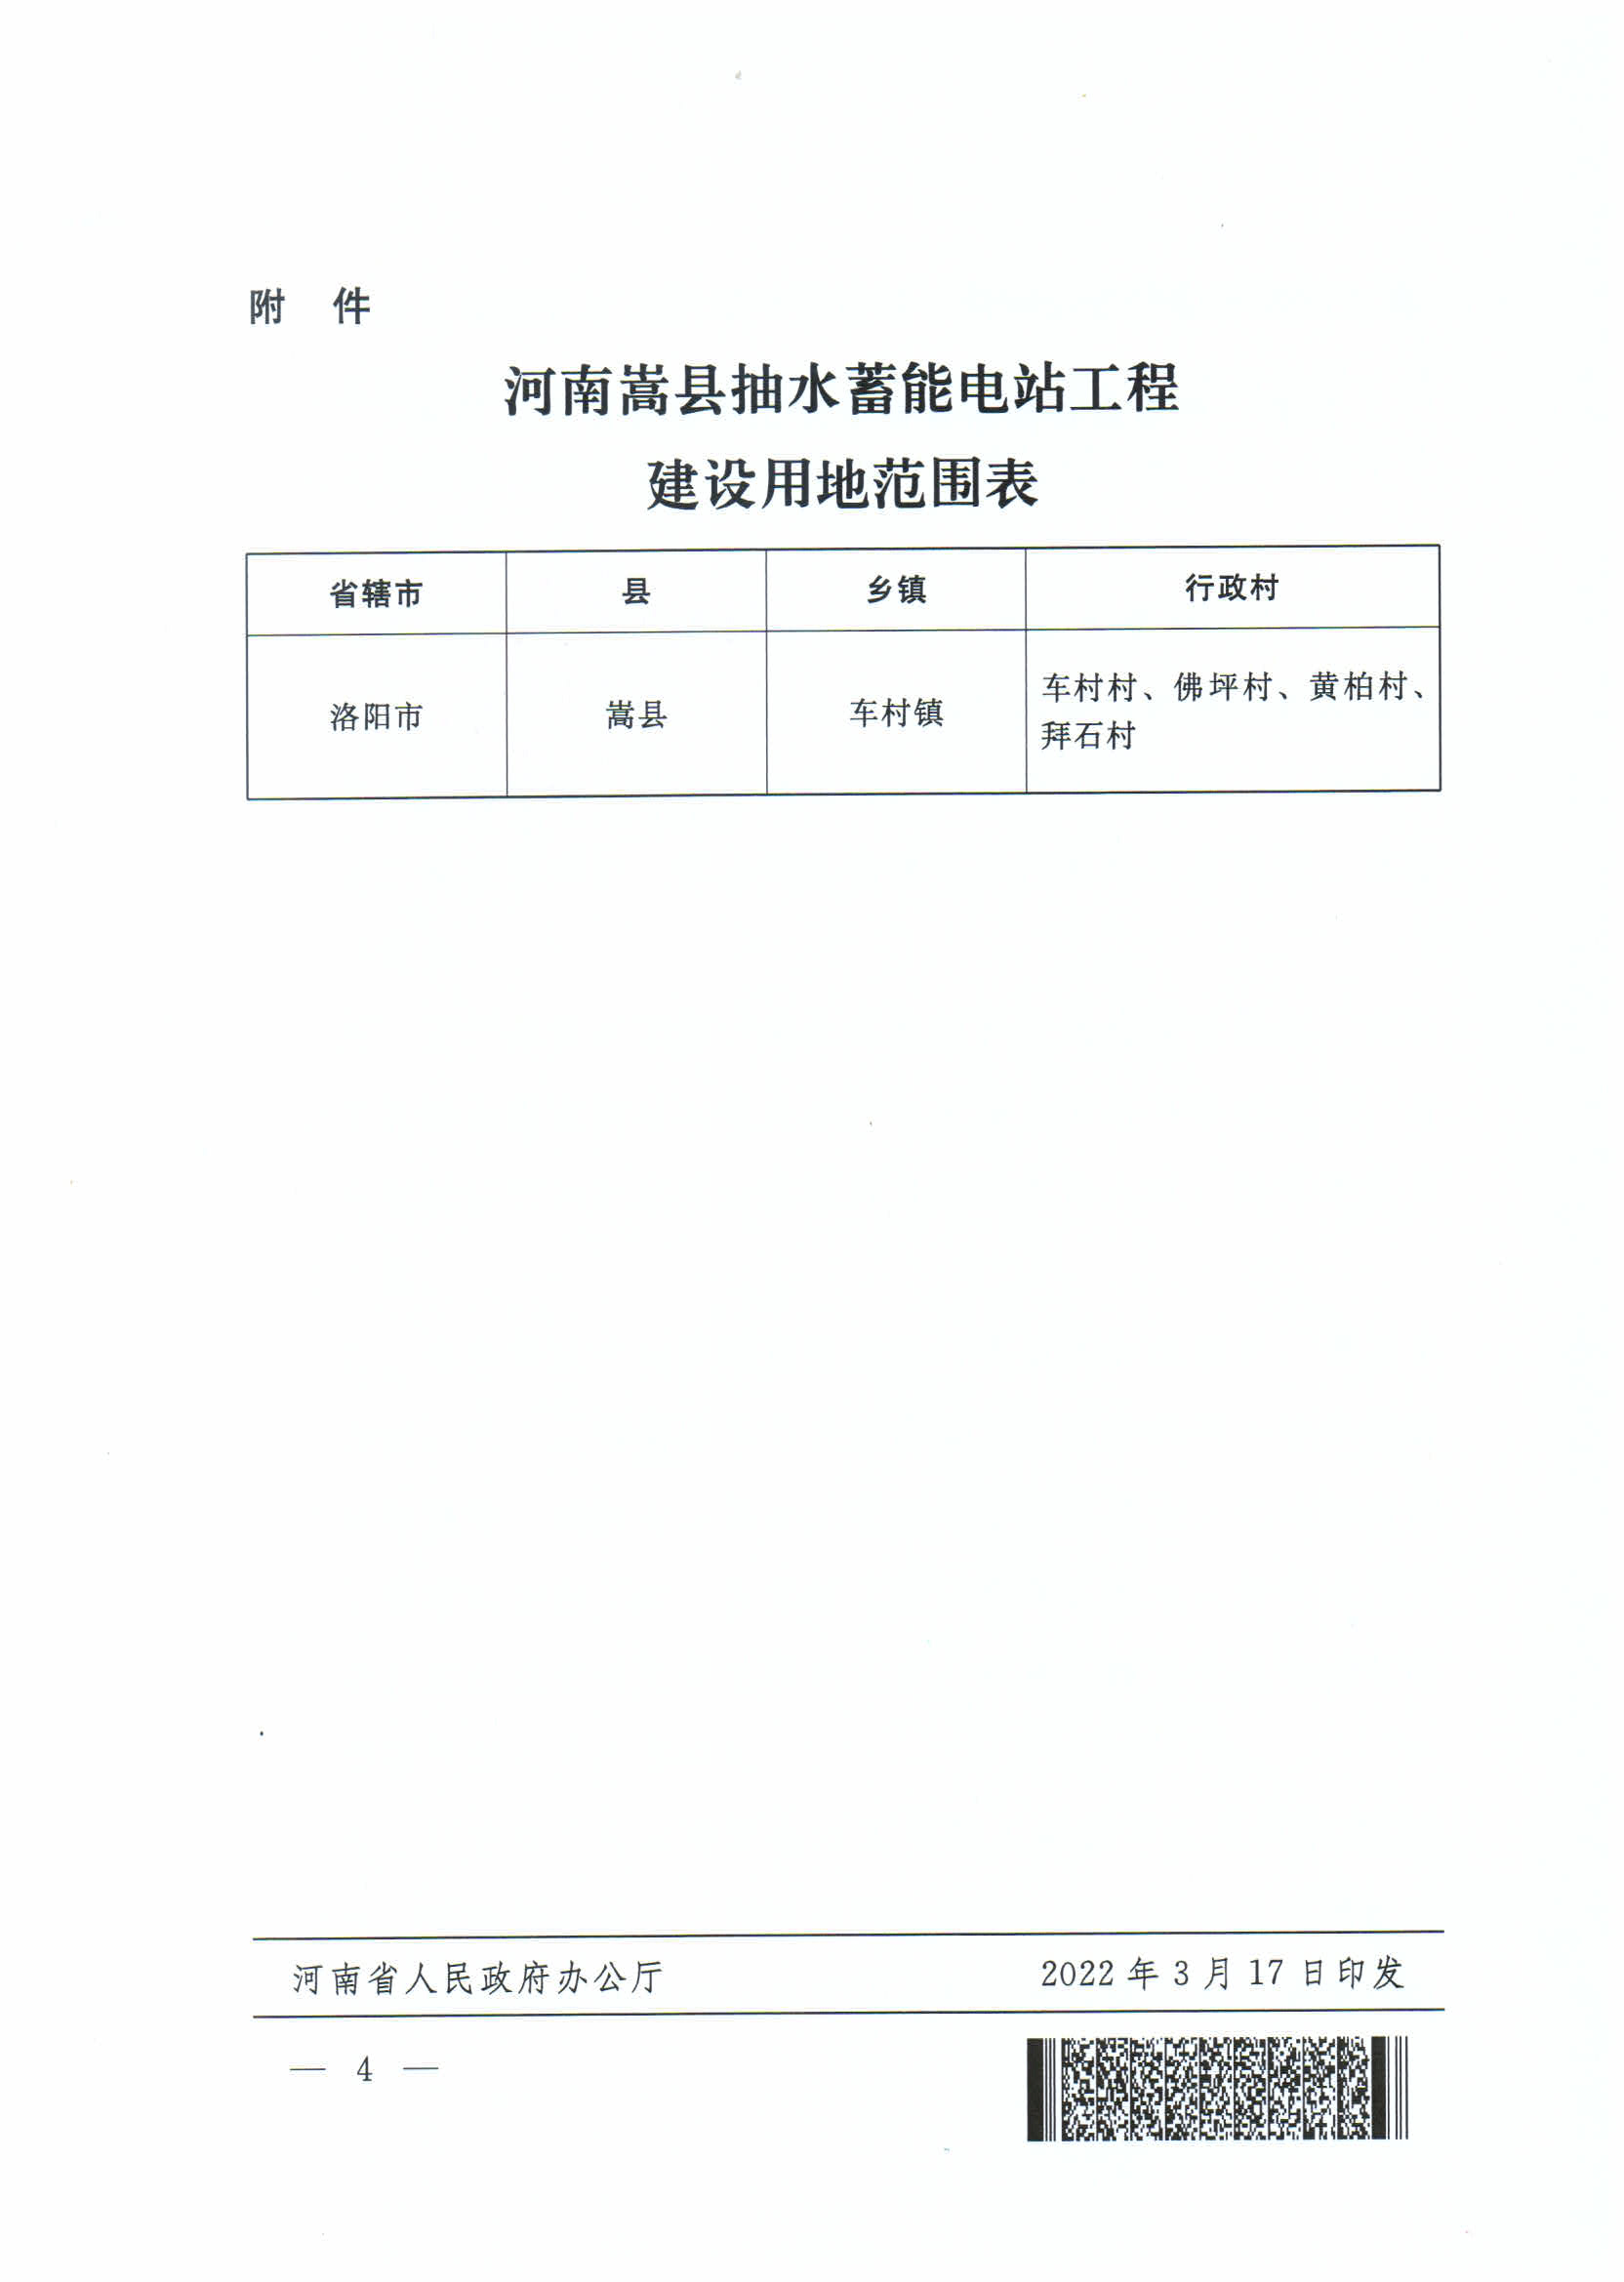 附 件
河南嵩县抽水蓄能电站工程
建设用地范围表
省辖市 县 乡镇 行政村
洛阳市 嵩县 车村镇 车村村、佛坪村、黄柏村、
拜石村
河南省人民政府办公厅 2022 年 3 月 17 日印发
— 4 —